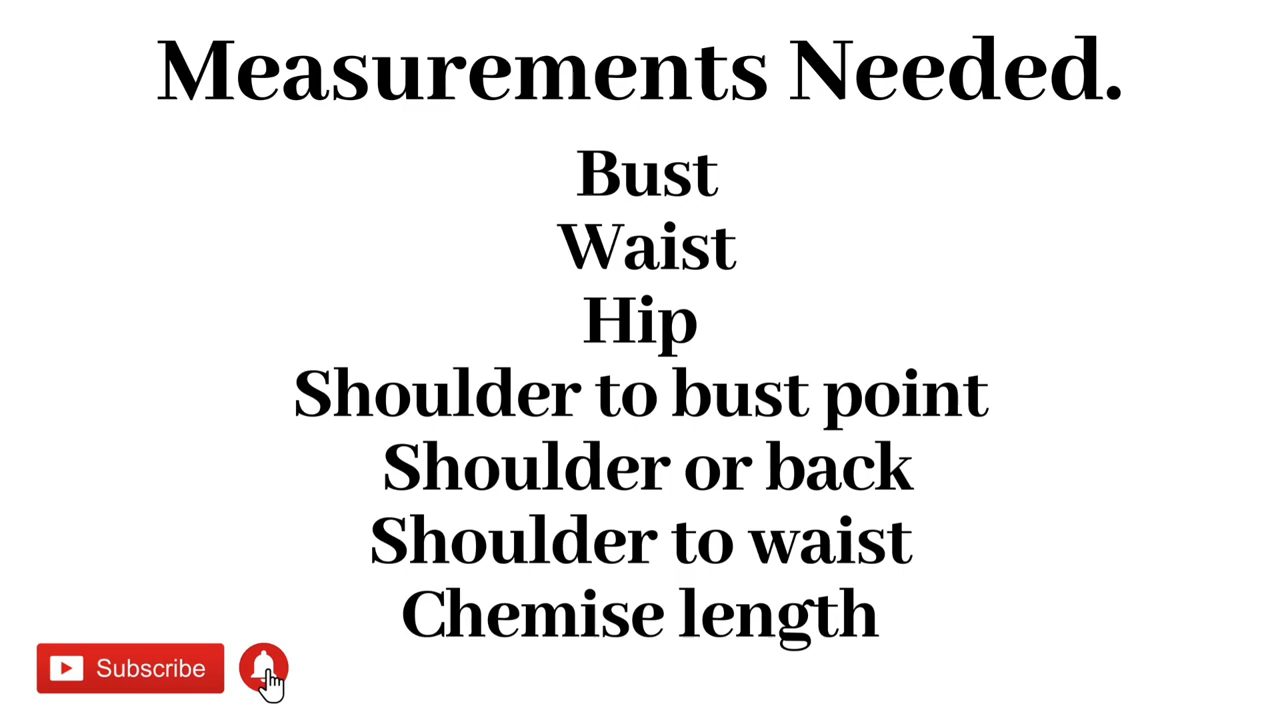 Measurements Needed.
Bust
Waist
Hip
Shoulder to bust point
Shoulder or back
Shoulder to waist
Chemise length
Subscribe